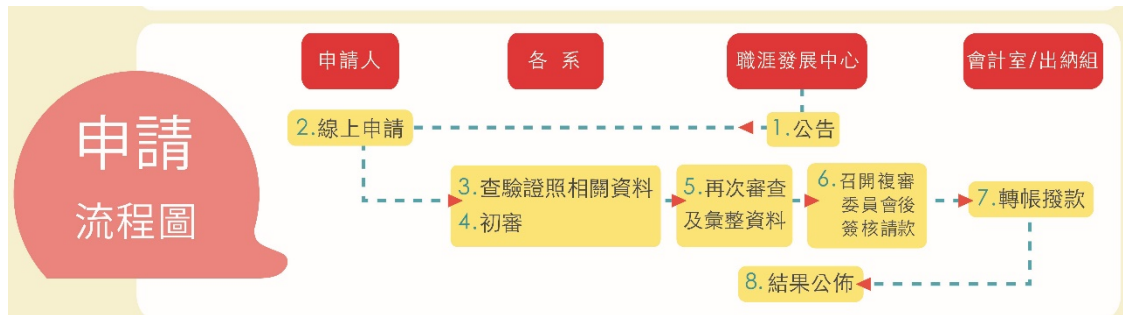 申請
流程圖
申請人
各 系
職涯發展中心
會計室/出納組
1.公告
2.線上申請
3.查驗證照相關資料
4.初審
5.再次審查
及彙整資料
6.召開複審
委員會後
簽核請款
7.轉帳撥款
8.結果公佈